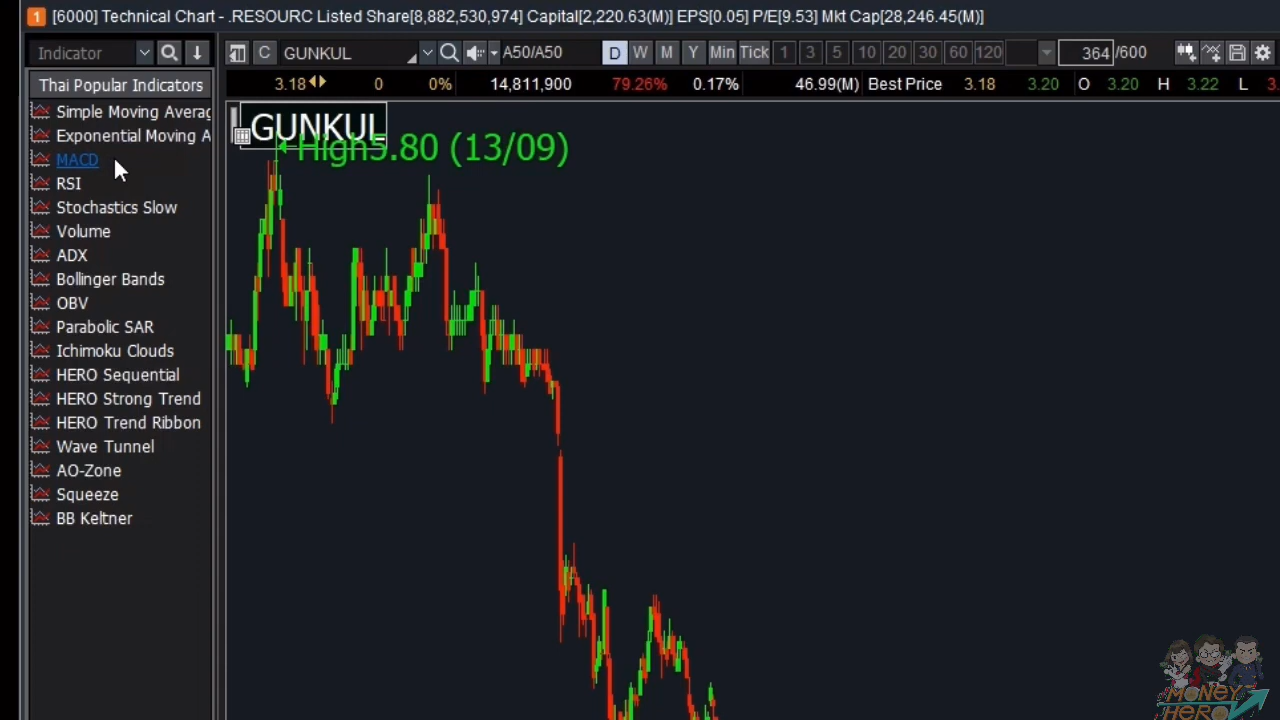 1 [6000] Technical Chart - .RESOURC Listed Share[8,882,530,974] Capital[2,220.63(M)] EPS[0.05] P/E[9.53] Mkt Cap[28,246.45(M)]
Indicator C GUNKUL A50/A50 D W M Y Min Tick 1 3 5 10 20 30 60 120 364 /600
Thai Popular Indicators 3.18 0 0% 14,811,900 79.26% 0.17% 46.99(M) Best Price 3.18 3.20 O 3.20 H 3.22 L 3.
Simple Moving Averag
Exponential Moving A
MACD
RSI
Stochastics Slow
Volume
ADX
Bollinger Bands
OBV
Parabolic SAR
Ichimoku Clouds
HERO Sequential
HERO Strong Trend
HERO Trend Ribbon
Wave Tunnel
AO-Zone
Squeeze
BB Keltner
GUNKUL
High5.80 (13/09)
MONEY
HERO